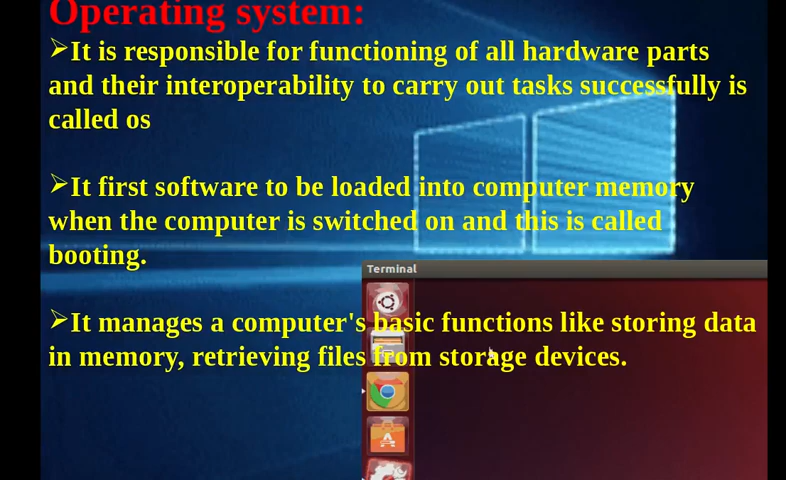 Operating system:
➢It is responsible for functioning of all hardware parts
and their interoperability to carry out tasks successfully is
called os
➢It first software to be loaded into computer memory
when the computer is switched on and this is called
booting.
Terminal
➢It manages a computer's basic functions like storing data
in memory, retrieving files from storage devices.